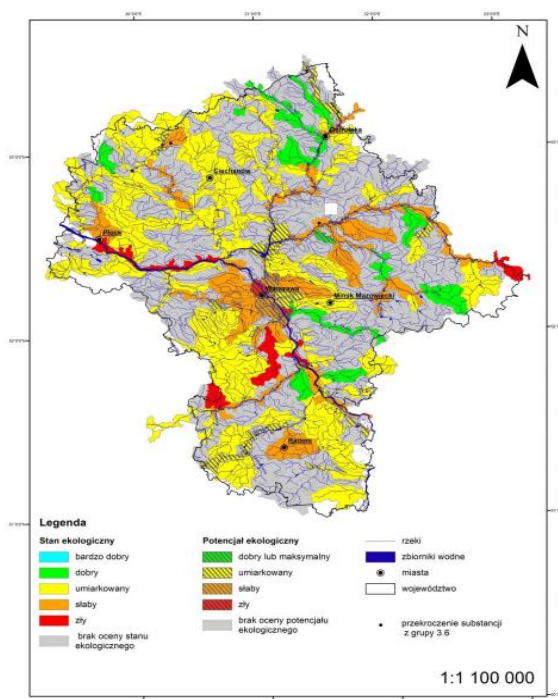 N
Ostrołęka
Ciechanów
Płock
Warszawa
Mińsk Mazowiecki
Radom
Legenda
Stan ekologiczny
bardzo dobry
dobry
umiarkowany
słaby
zły
brak oceny stanu
ekologicznego
Potencjał ekologiczny
dobry lub maksymalny
umiarkowany
słaby
zły
brak oceny potencjału
ekologicznego
rzeki
zbiorniki wodne
miasta
województwo
przekroczenie substancji
z grupy 3.6
1:1 100 000